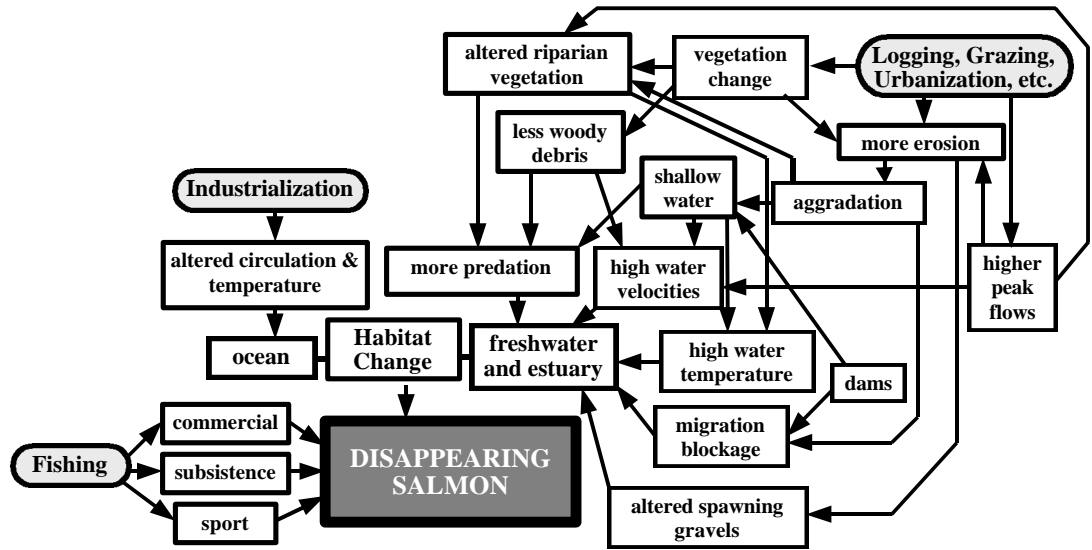 altered riparian
vegetation
vegetation
change
Logging, Grazing,
Urbanization, etc.
less woody
debris
more erosion
Industrialization
shallow
water
aggradation
altered circulation &
temperature
more predation
high water
velocities
higher
peak
flows
ocean
Habitat
Change
freshwater
and estuary
high water
temperature
dams
commercial
migration
blockage
Fishing
subsistence
DISAPPEARING
SALMON
sport
altered spawning
gravels